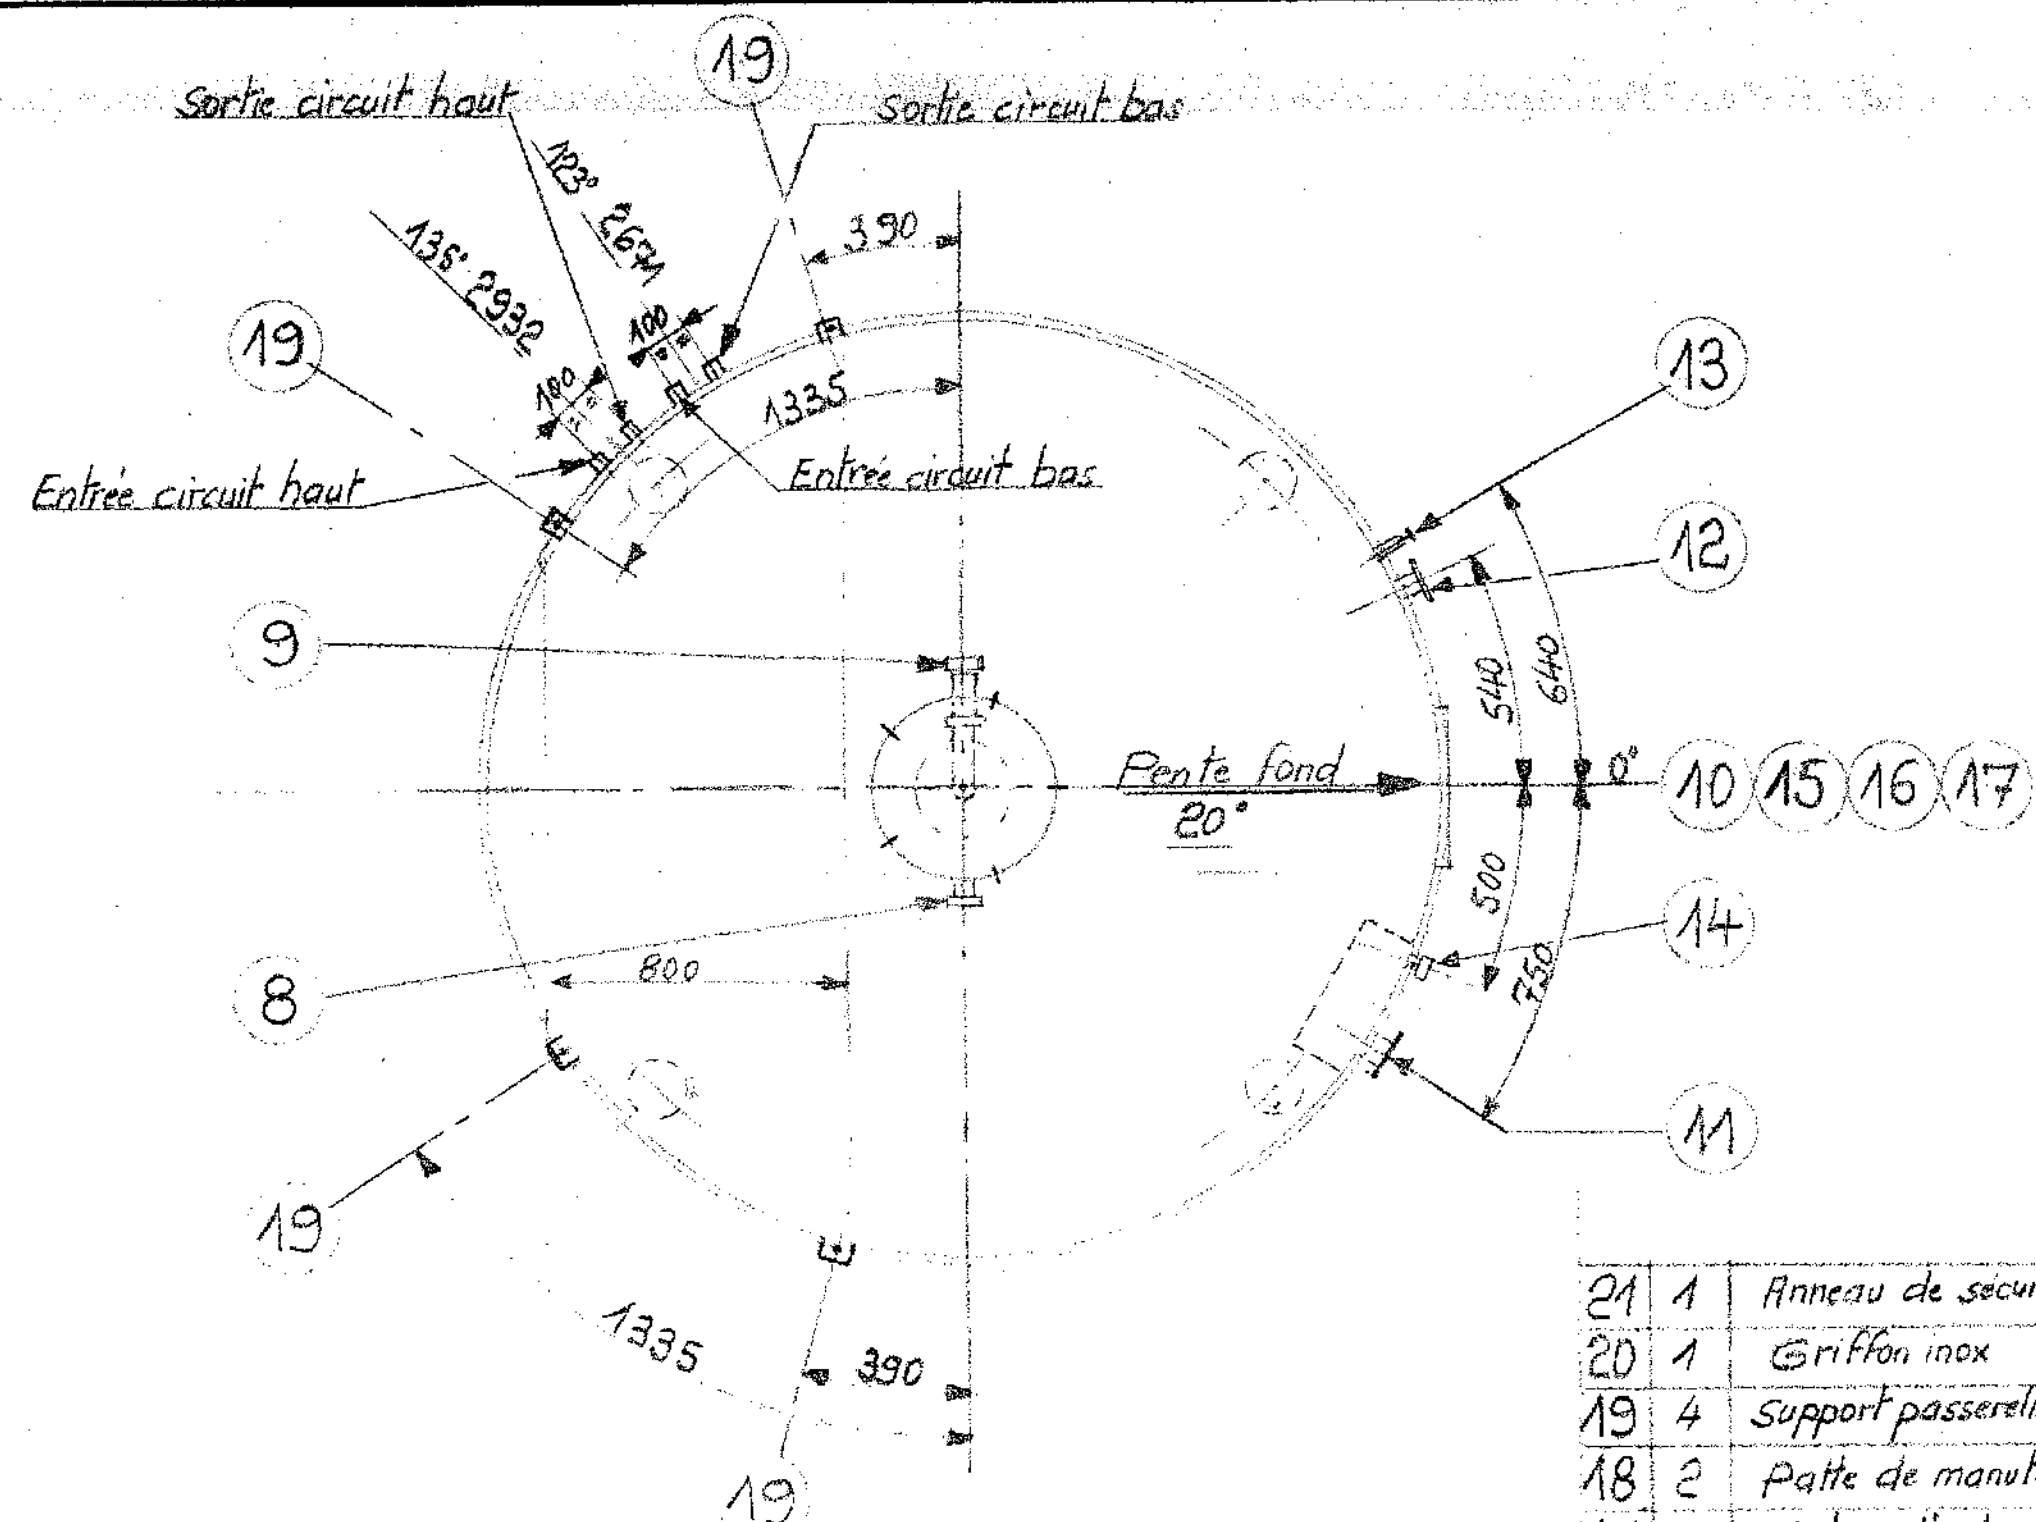 19
Sortie circuit haut
Sortie circuit bas
123° 2671
390
136° 2932
100
19
13
100
1335
Entrée circuit haut
Entrée circuit bas
12
9
540
640
Pente fond
20°
0°
10 15 16 17
500
14
800
750
8
11
19
1335
390
19
21 1 Anneau de sécur
20 1 Griffon inox
19 4 Support passerell
18 2 Patte de manut